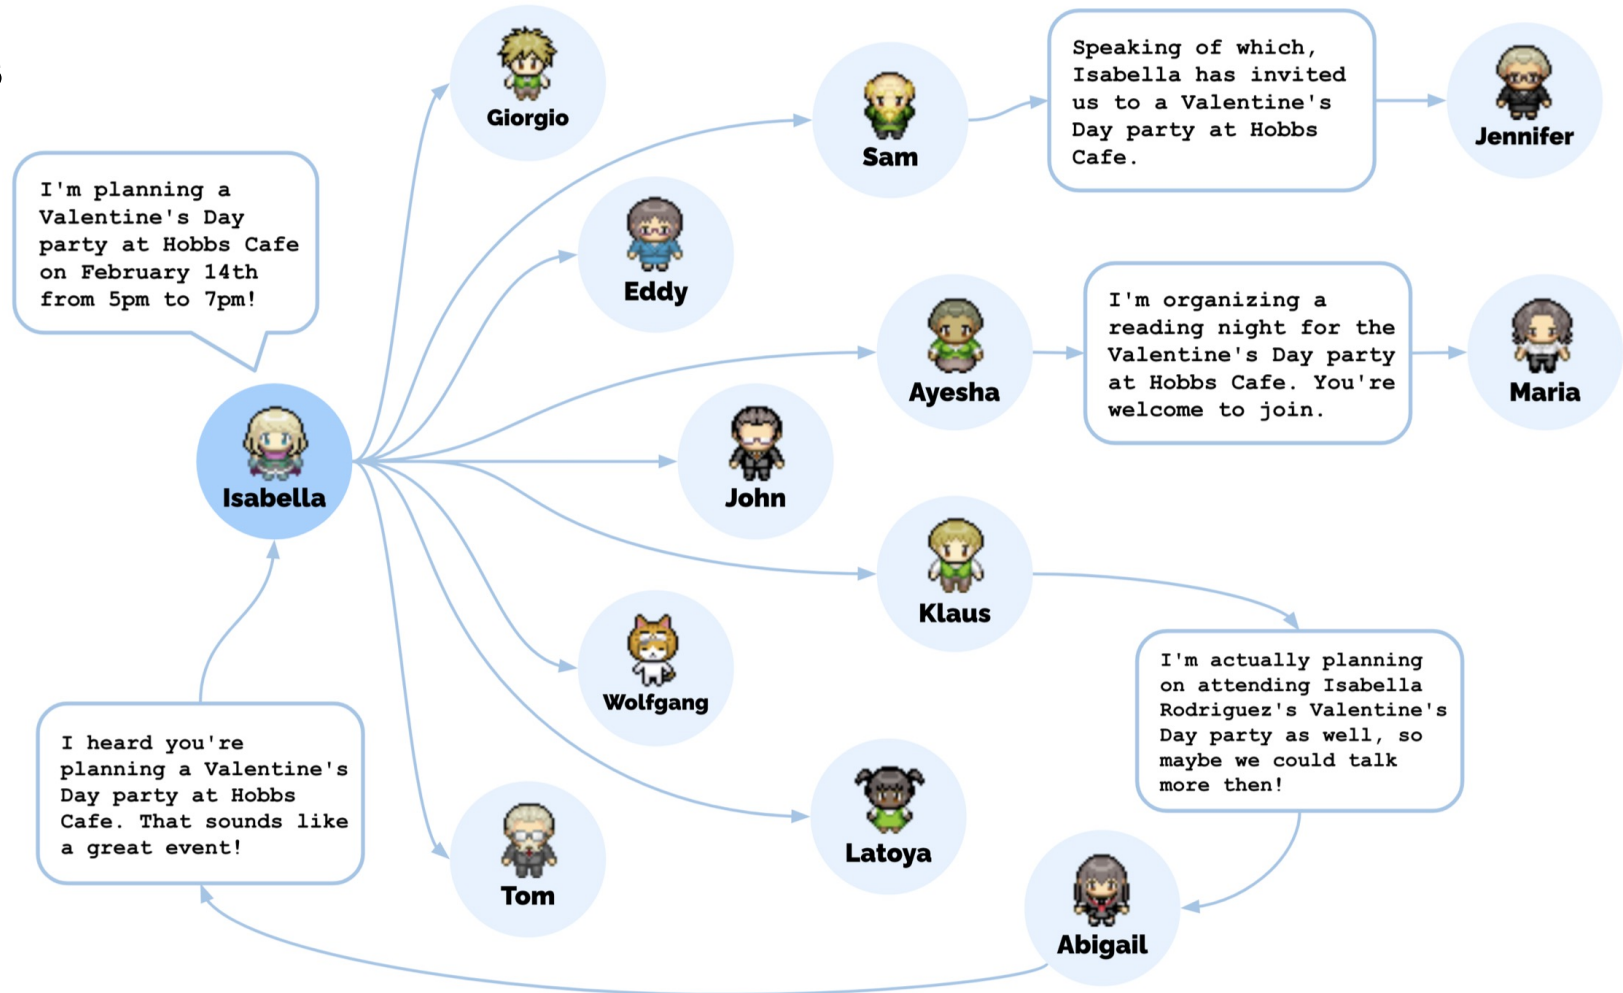 I'm planning a
Valentine's Day
party at Hobbs Cafe
on February 14th
from 5pm to 7pm!
Isabella
Giorgio
Sam
Speaking of which,
Isabella has invited
us to a Valentine's
Day party at Hobbs
Cafe.
Jennifer
Eddy
Ayesha
I'm organizing a
reading night for the
Valentine's Day party
at Hobbs Cafe. You're
welcome to join.
Maria
John
Klaus
I'm actually planning
on attending Isabella
Rodriguez's Valentine's
Day party as well, so
maybe we could talk
more then!
Wolfgang
Latoya
Tom
Abigail
I heard you're
planning a Valentine's
Day party at Hobbs
Cafe. That sounds like
a great event!